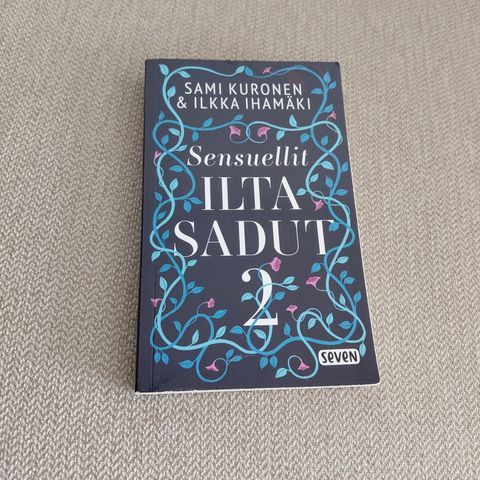 SAMI KURONEN
& ILKKA IHAMÄKI
Sensuellit
ILTA
SADUT
2
SEVEN